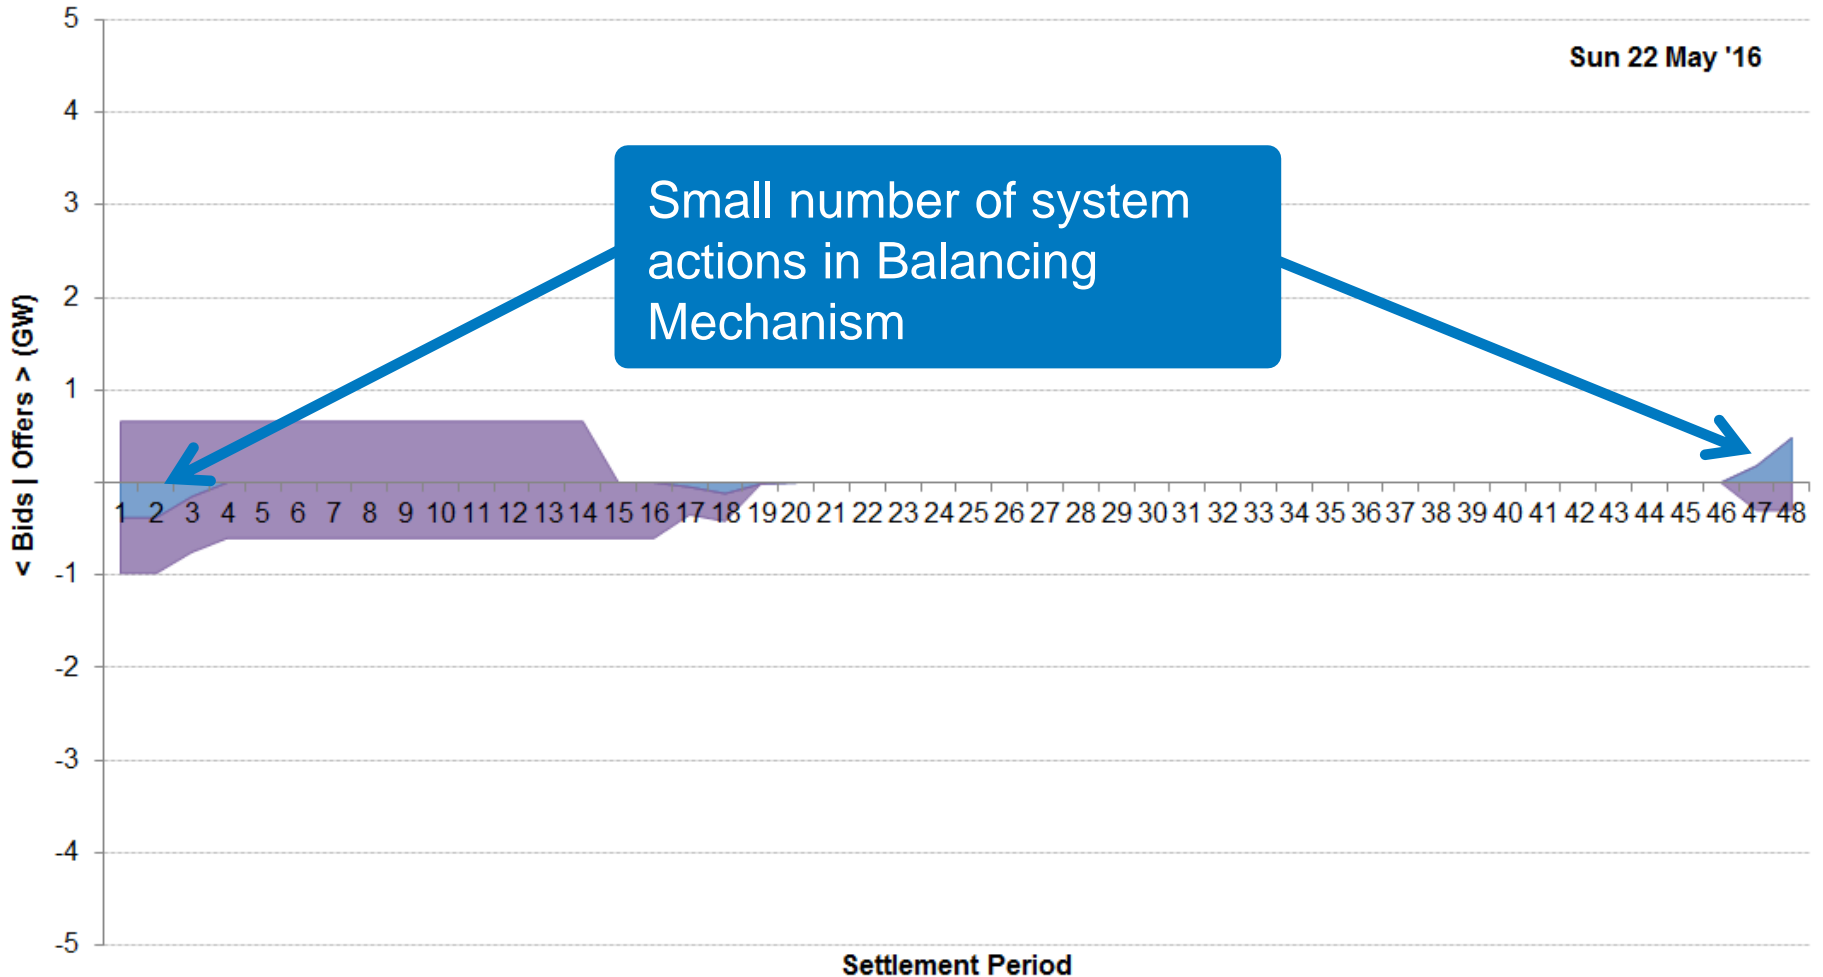 5
Sun 22 May '16
4
3
2
1
-1
-2
-3
-4
-5
< Bids | Offers > (GW)
Small number of system
actions in Balancing
Mechanism
1 2 3 4 5 6 7 8 9 10 11 12 13 14 15 16 17 18 19 20 21 22 23 24 25 26 27 28 29 30 31 32 33 34 35 36 37 38 39 40 41 42 43 44 45 46 47 48
Settlement Period